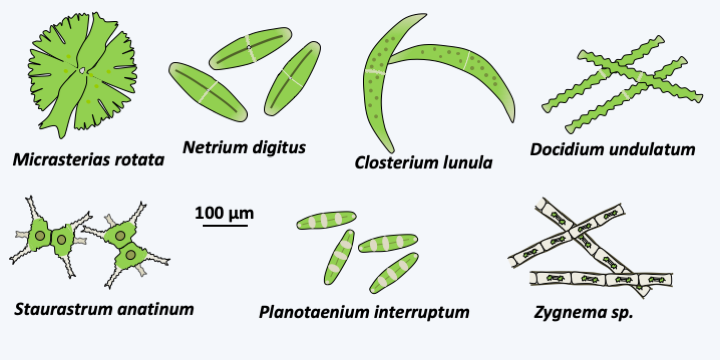 Micrasterias rotata
Netrium digitus
Closterium lunula
Docidium undulatum
100 µm
Staurastrum anatinum
Planotaenium interruptum
Zygnema sp.